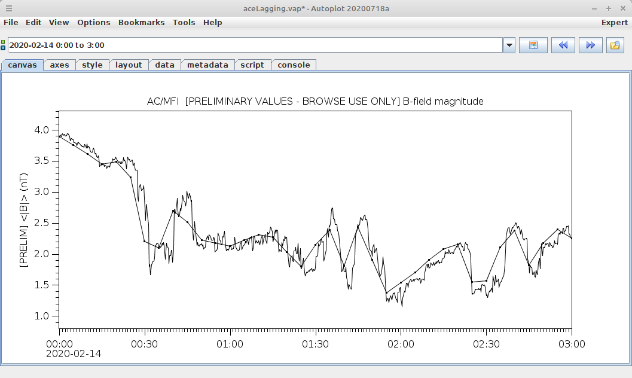 aceLagging.vap* - Autoplot 20200718a
File Edit View Options Bookmarks Tools Help Expert
2020-02-14 0:00 to 3:00
canvas axes style layout data metadata script console
AC/MFI [PRELIMINARY VALUES - BROWSE USE ONLY] B-field magnitude
[PRELIM] <|B|> (nT)
4.0
3.5
3.0
2.5
2.0
1.5
1.0
00:00 00:30 01:00 01:30 02:00 02:30 03:00
2020-02-14